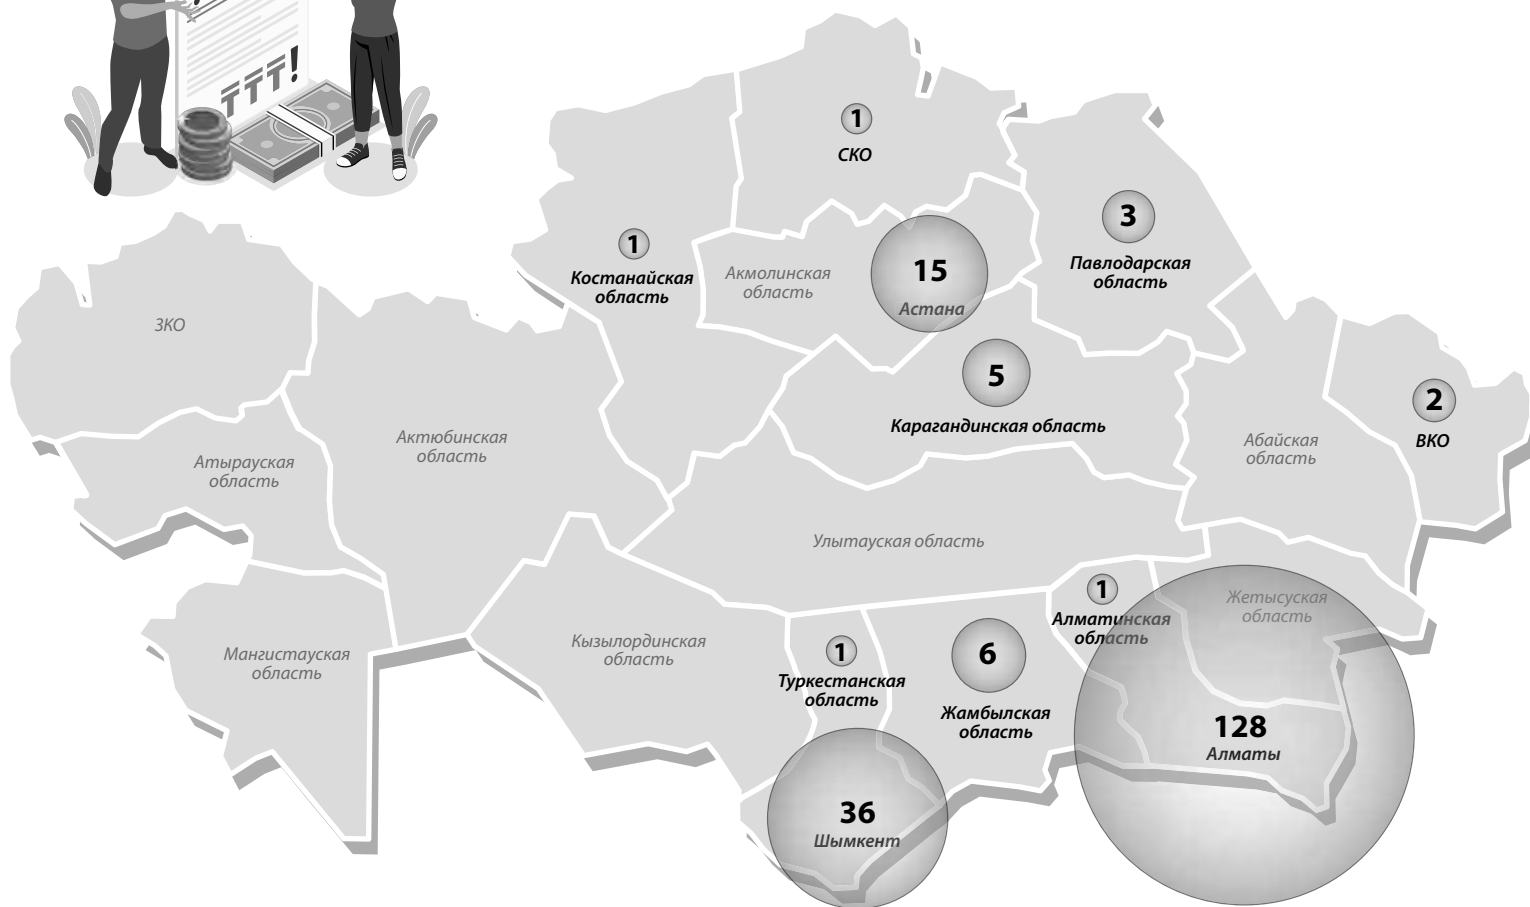 ₸₸₸!
1
СКО
3
Павлодарская
область
1
Костанайская
область
Акмолинская
область
15
Астана
ЗКО
5
Карагандинская область
2
ВКО
Актюбинская
область
Абайская
область
Атырауская
область
Улытауская область
1
Алматинская
область
Жетысуская
область
Кызылординская
область
Мангистауская
область
1
Туркестанская
область
6
Жамбылская
область
128
Алматы
36
Шымкент